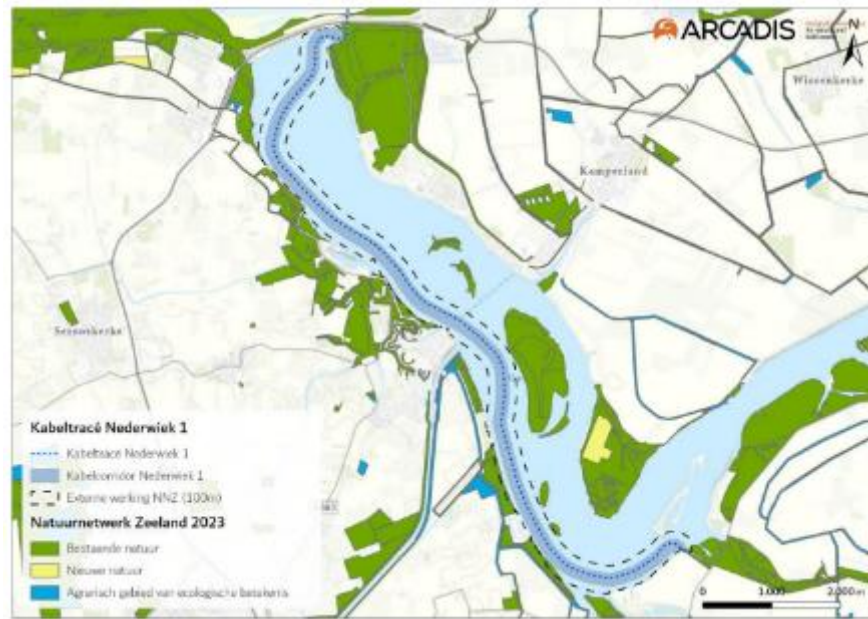 ARCADIS
N
Wissenkerke
Kamperland
Serooskerke
Kabeltracé Nederwiek 1
Kabeltracé Nederwiek 1
Kabelkorridor Nederwiek 1
Externe werking NNZ (100m)
Natuurnetwerk Zeeland 2023
Bestaande natuur
Nieuwe natuur
Agrarisch gebied van ecologische betekenis
0 1.000 2.000 m